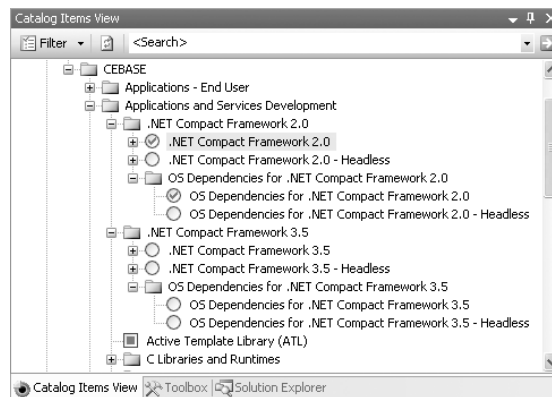 Catalog Items View
Filter <Search>
CEBASE
Applications - End User
Applications and Services Development
.NET Compact Framework 2.0
.NET Compact Framework 2.0
.NET Compact Framework 2.0 - Headless
OS Dependencies for .NET Compact Framework 2.0
OS Dependencies for .NET Compact Framework 2.0
OS Dependencies for .NET Compact Framework 2.0 - Headless
.NET Compact Framework 3.5
.NET Compact Framework 3.5
.NET Compact Framework 3.5 - Headless
OS Dependencies for .NET Compact Framework 3.5
OS Dependencies for .NET Compact Framework 3.5
OS Dependencies for .NET Compact Framework 3.5 - Headless
Active Template Library (ATL)
C Libraries and Runtimes
Catalog Items View Toolbox Solution Explorer